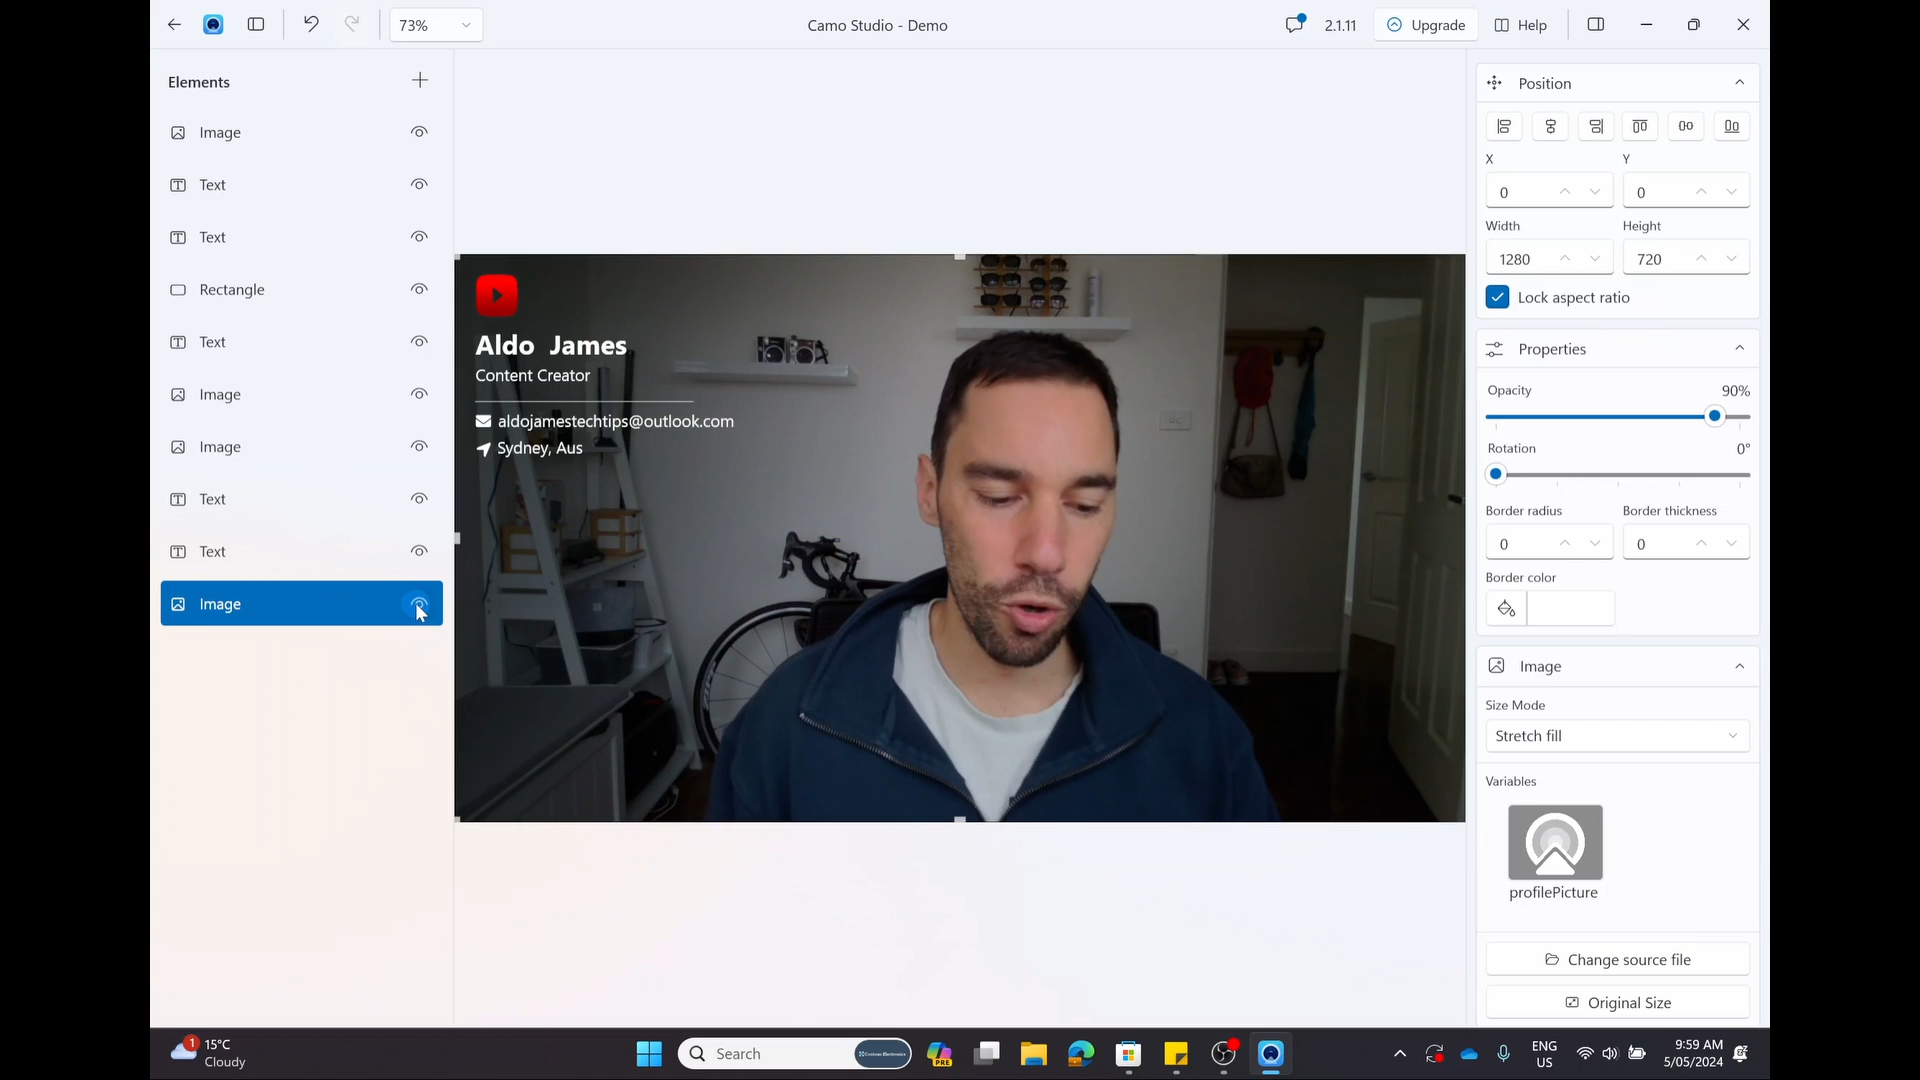 73%
Camo Studio - Demo
2.1.11
Upgrade
Help
Elements
Image
Text
Text
Rectangle
Text
Image
Image
Text
Text
Image
Aldo James
Content Creator
aldojamestechtips@outlook.com
Sydney, Aus
Position
X
Y
0
0
Width
Height
1280
720
Lock aspect ratio
Properties
Opacity
90%
Rotation
0°
Border radius
Border thickness
0
0
Border color
Image
Size Mode
Stretch fill
Variables
profilePicture
Change source file
Original Size
1
15°C
Cloudy
Search
PRE
ENG
US
9:59 AM
5/05/2024